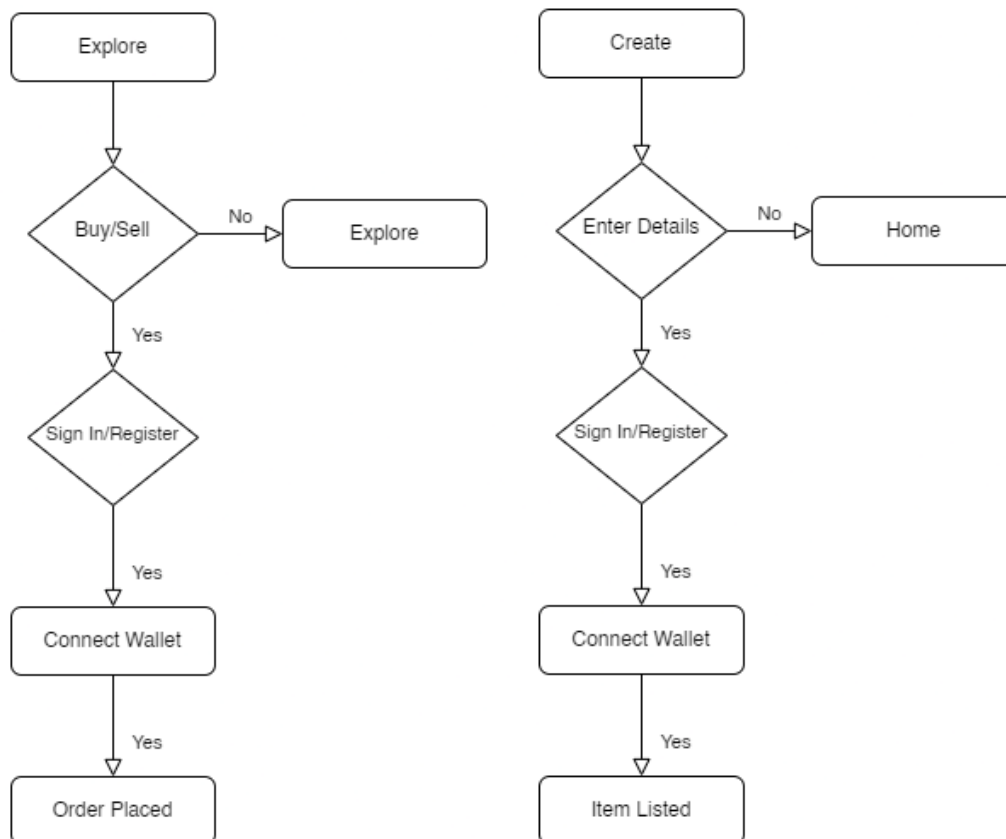 Explore
Buy/Sell
No
Explore
Yes
Sign In/Register
Yes
Connect Wallet
Yes
Order Placed
Create
Enter Details
No
Home
Yes
Sign In/Register
Yes
Connect Wallet
Yes
Item Listed